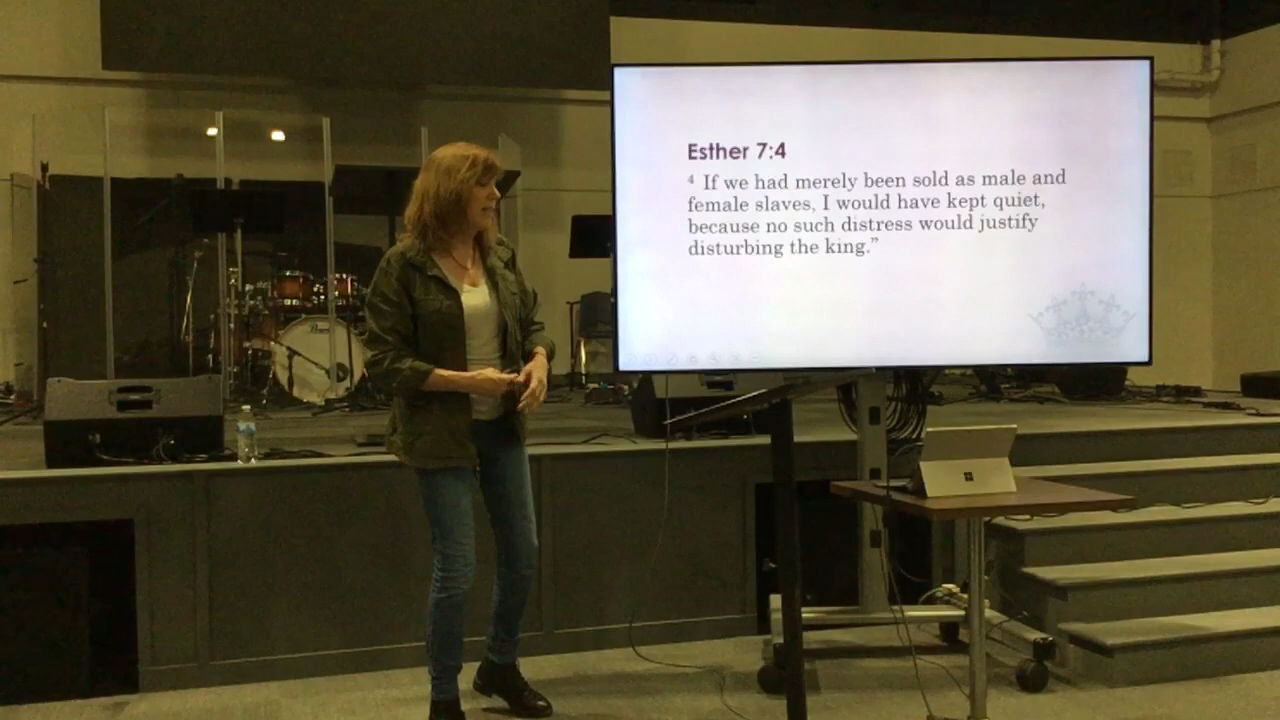 Esther 7:4
4 If we had merely been sold as male and
female slaves, I would have kept quiet,
because no such distress would justify
disturbing the king.”